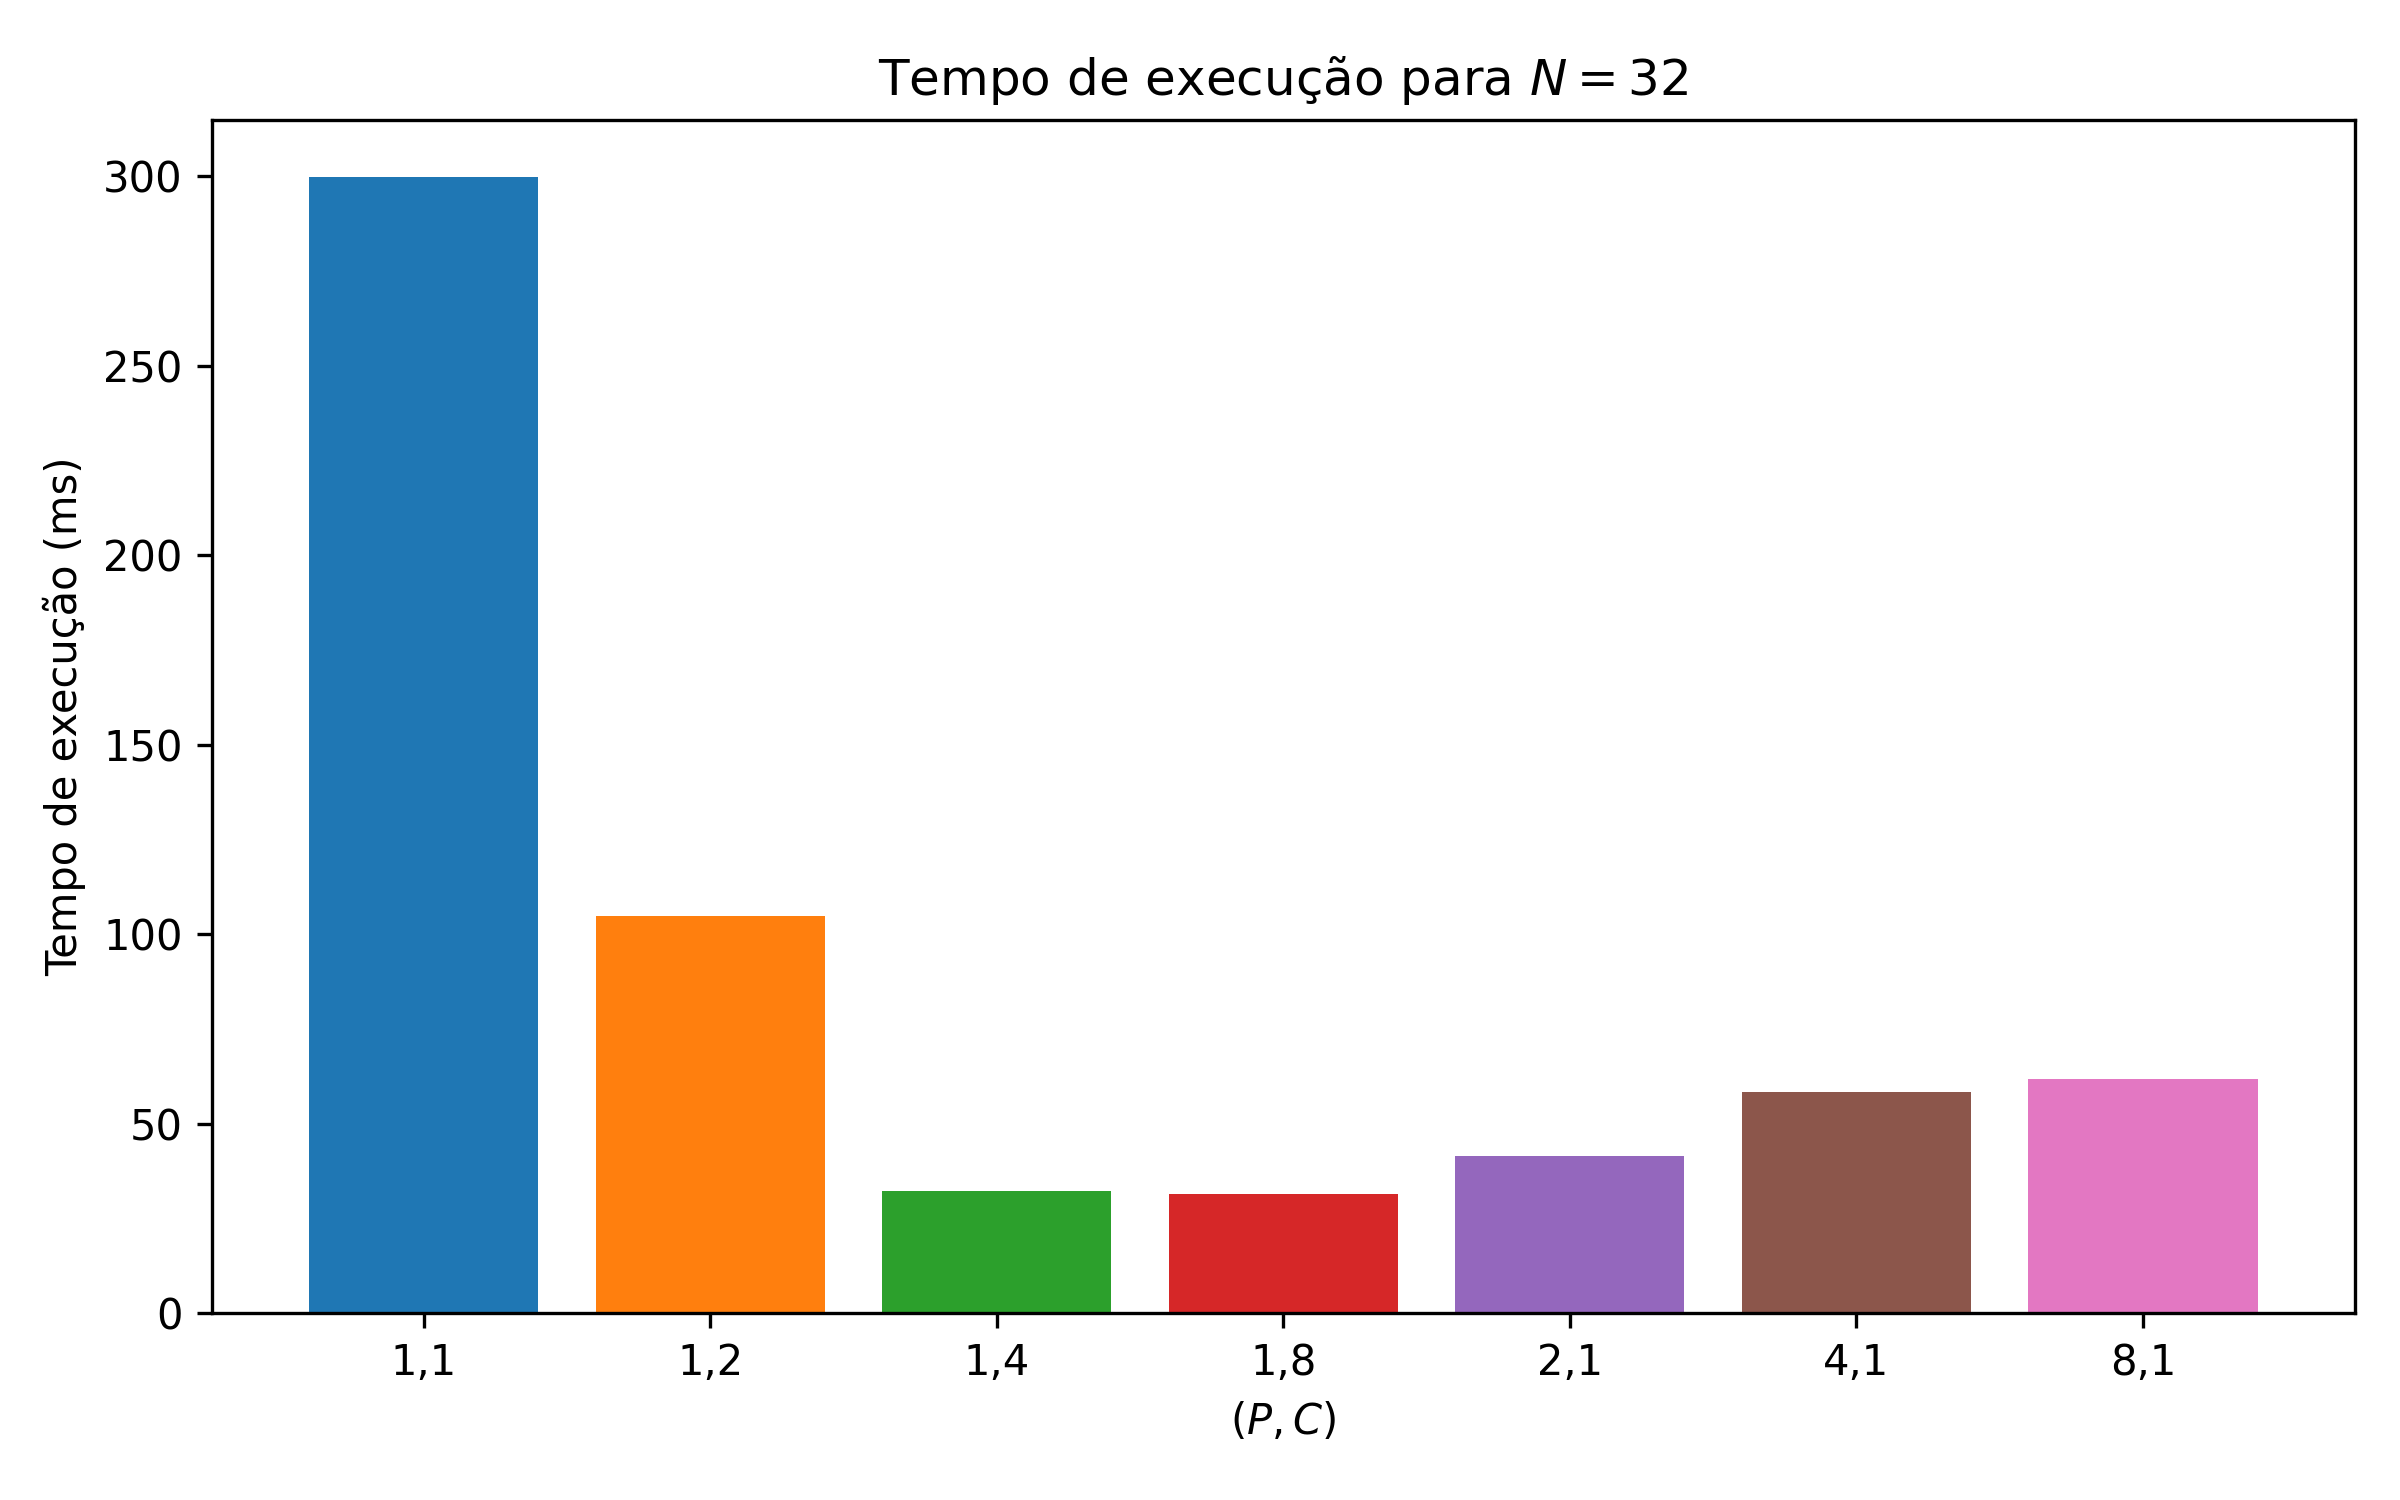 Tempo de execução para N = 32
Tempo de execução (ms)
300
250
200
150
100
50
0
1,1 1,2 1,4 1,8 2,1 4,1 8,1
(P, C)